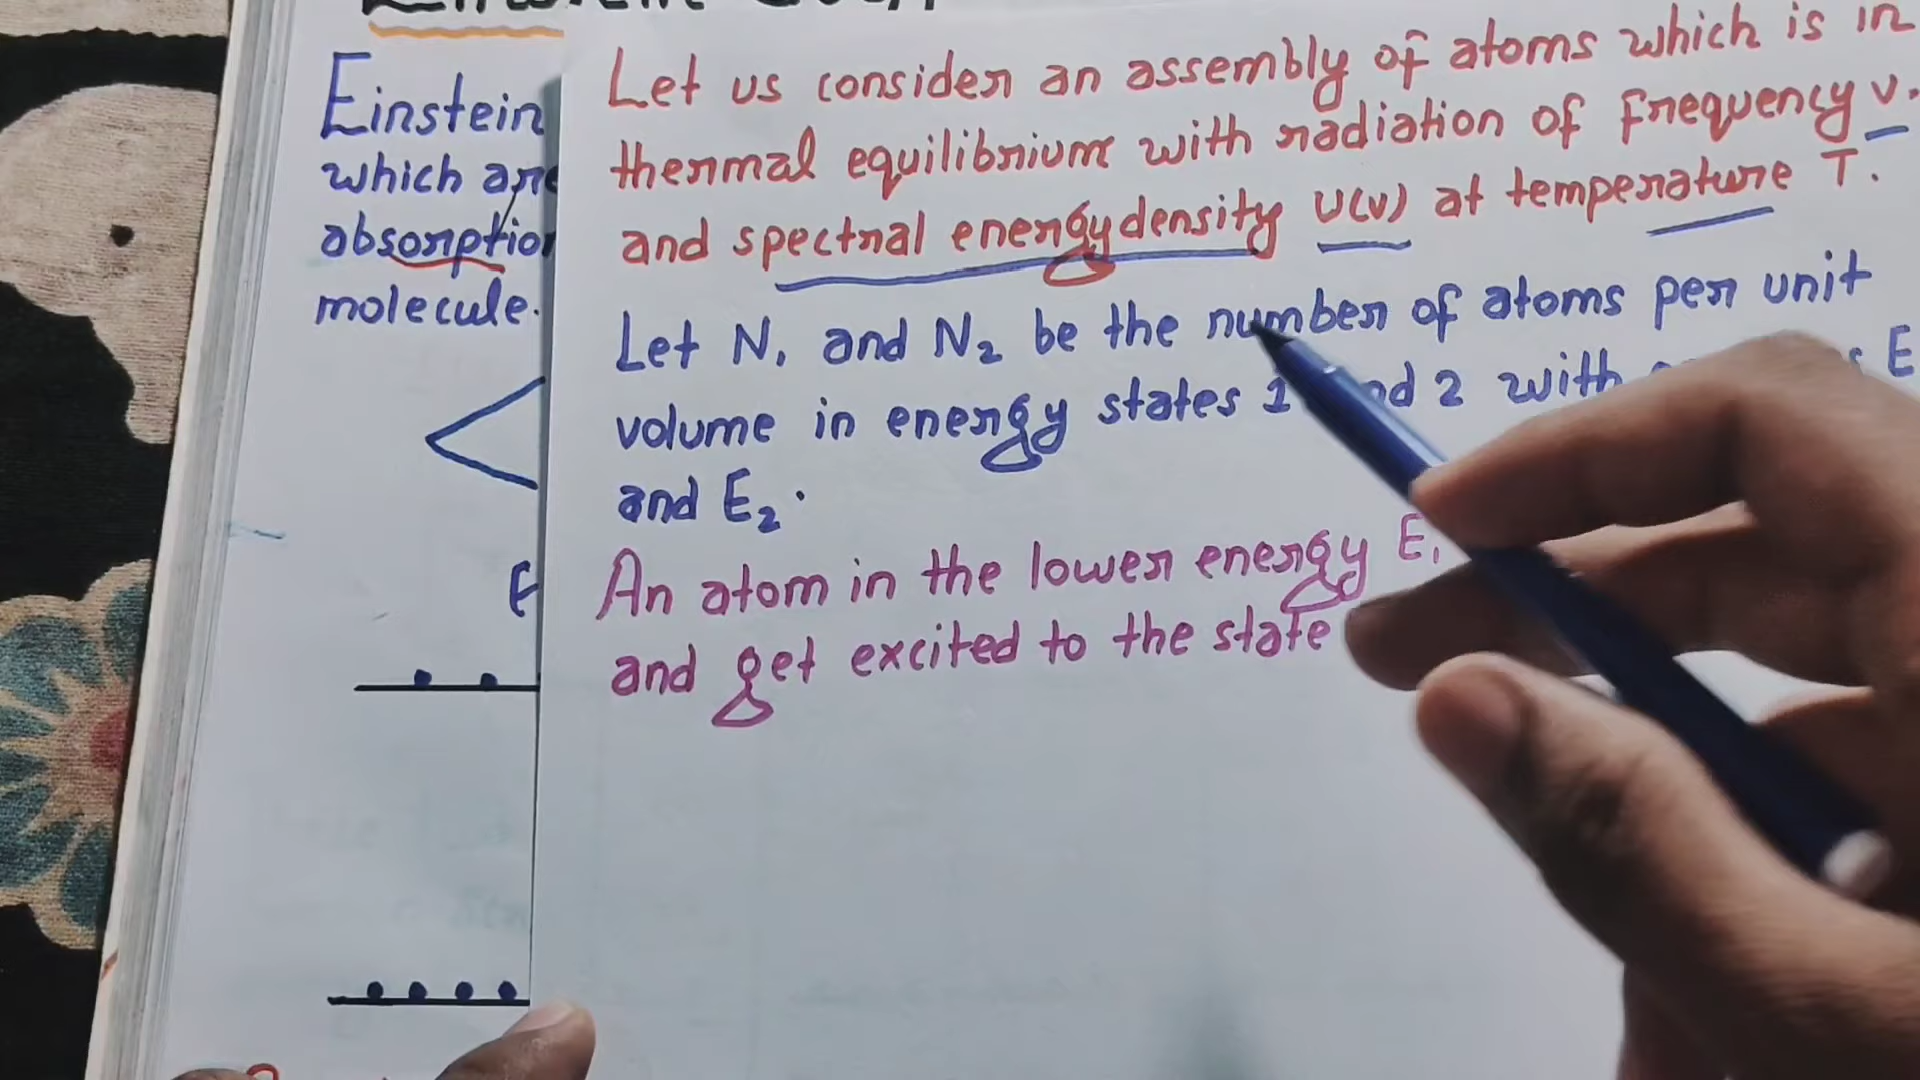 Einstein
which are
absorption
molecule.
E
Let us consider an assembly of atoms which is in
thermal equilibrium with radiation of frequency ν.
and spectral energy density U(ν) at temperature T.
Let N₁ and N₂ be the number of atoms per unit
volume in energy states 1 and 2 with E
and E₂.
An atom in the lower energy E₁
and get excited to the state